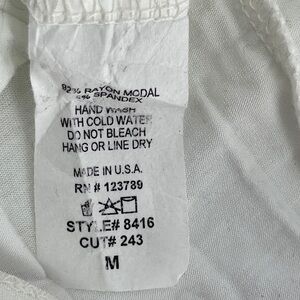 92% RAYON MODAL
8% SPANDEX
HAND WASH
WITH COLD WATER
DO NOT BLEACH
HANG OR LINE DRY
MADE IN U.S.A.
RN # 123789
STYLE# 8416
CUT# 243
M